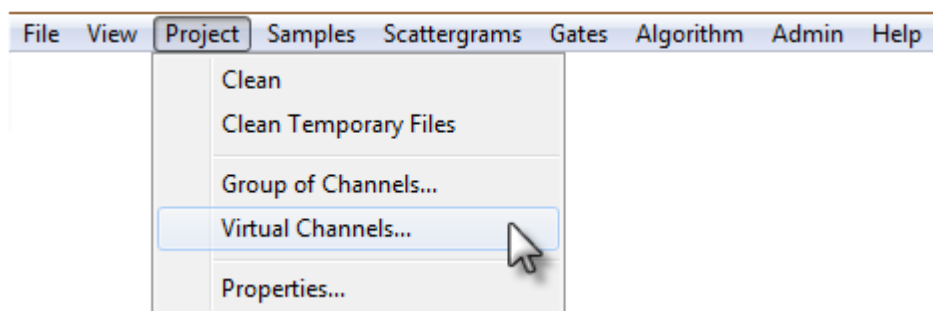 File View Project Samples Scattergrams Gates Algorithm Admin Help
Clean
Clean Temporary Files
Group of Channels...
Virtual Channels...
Properties...